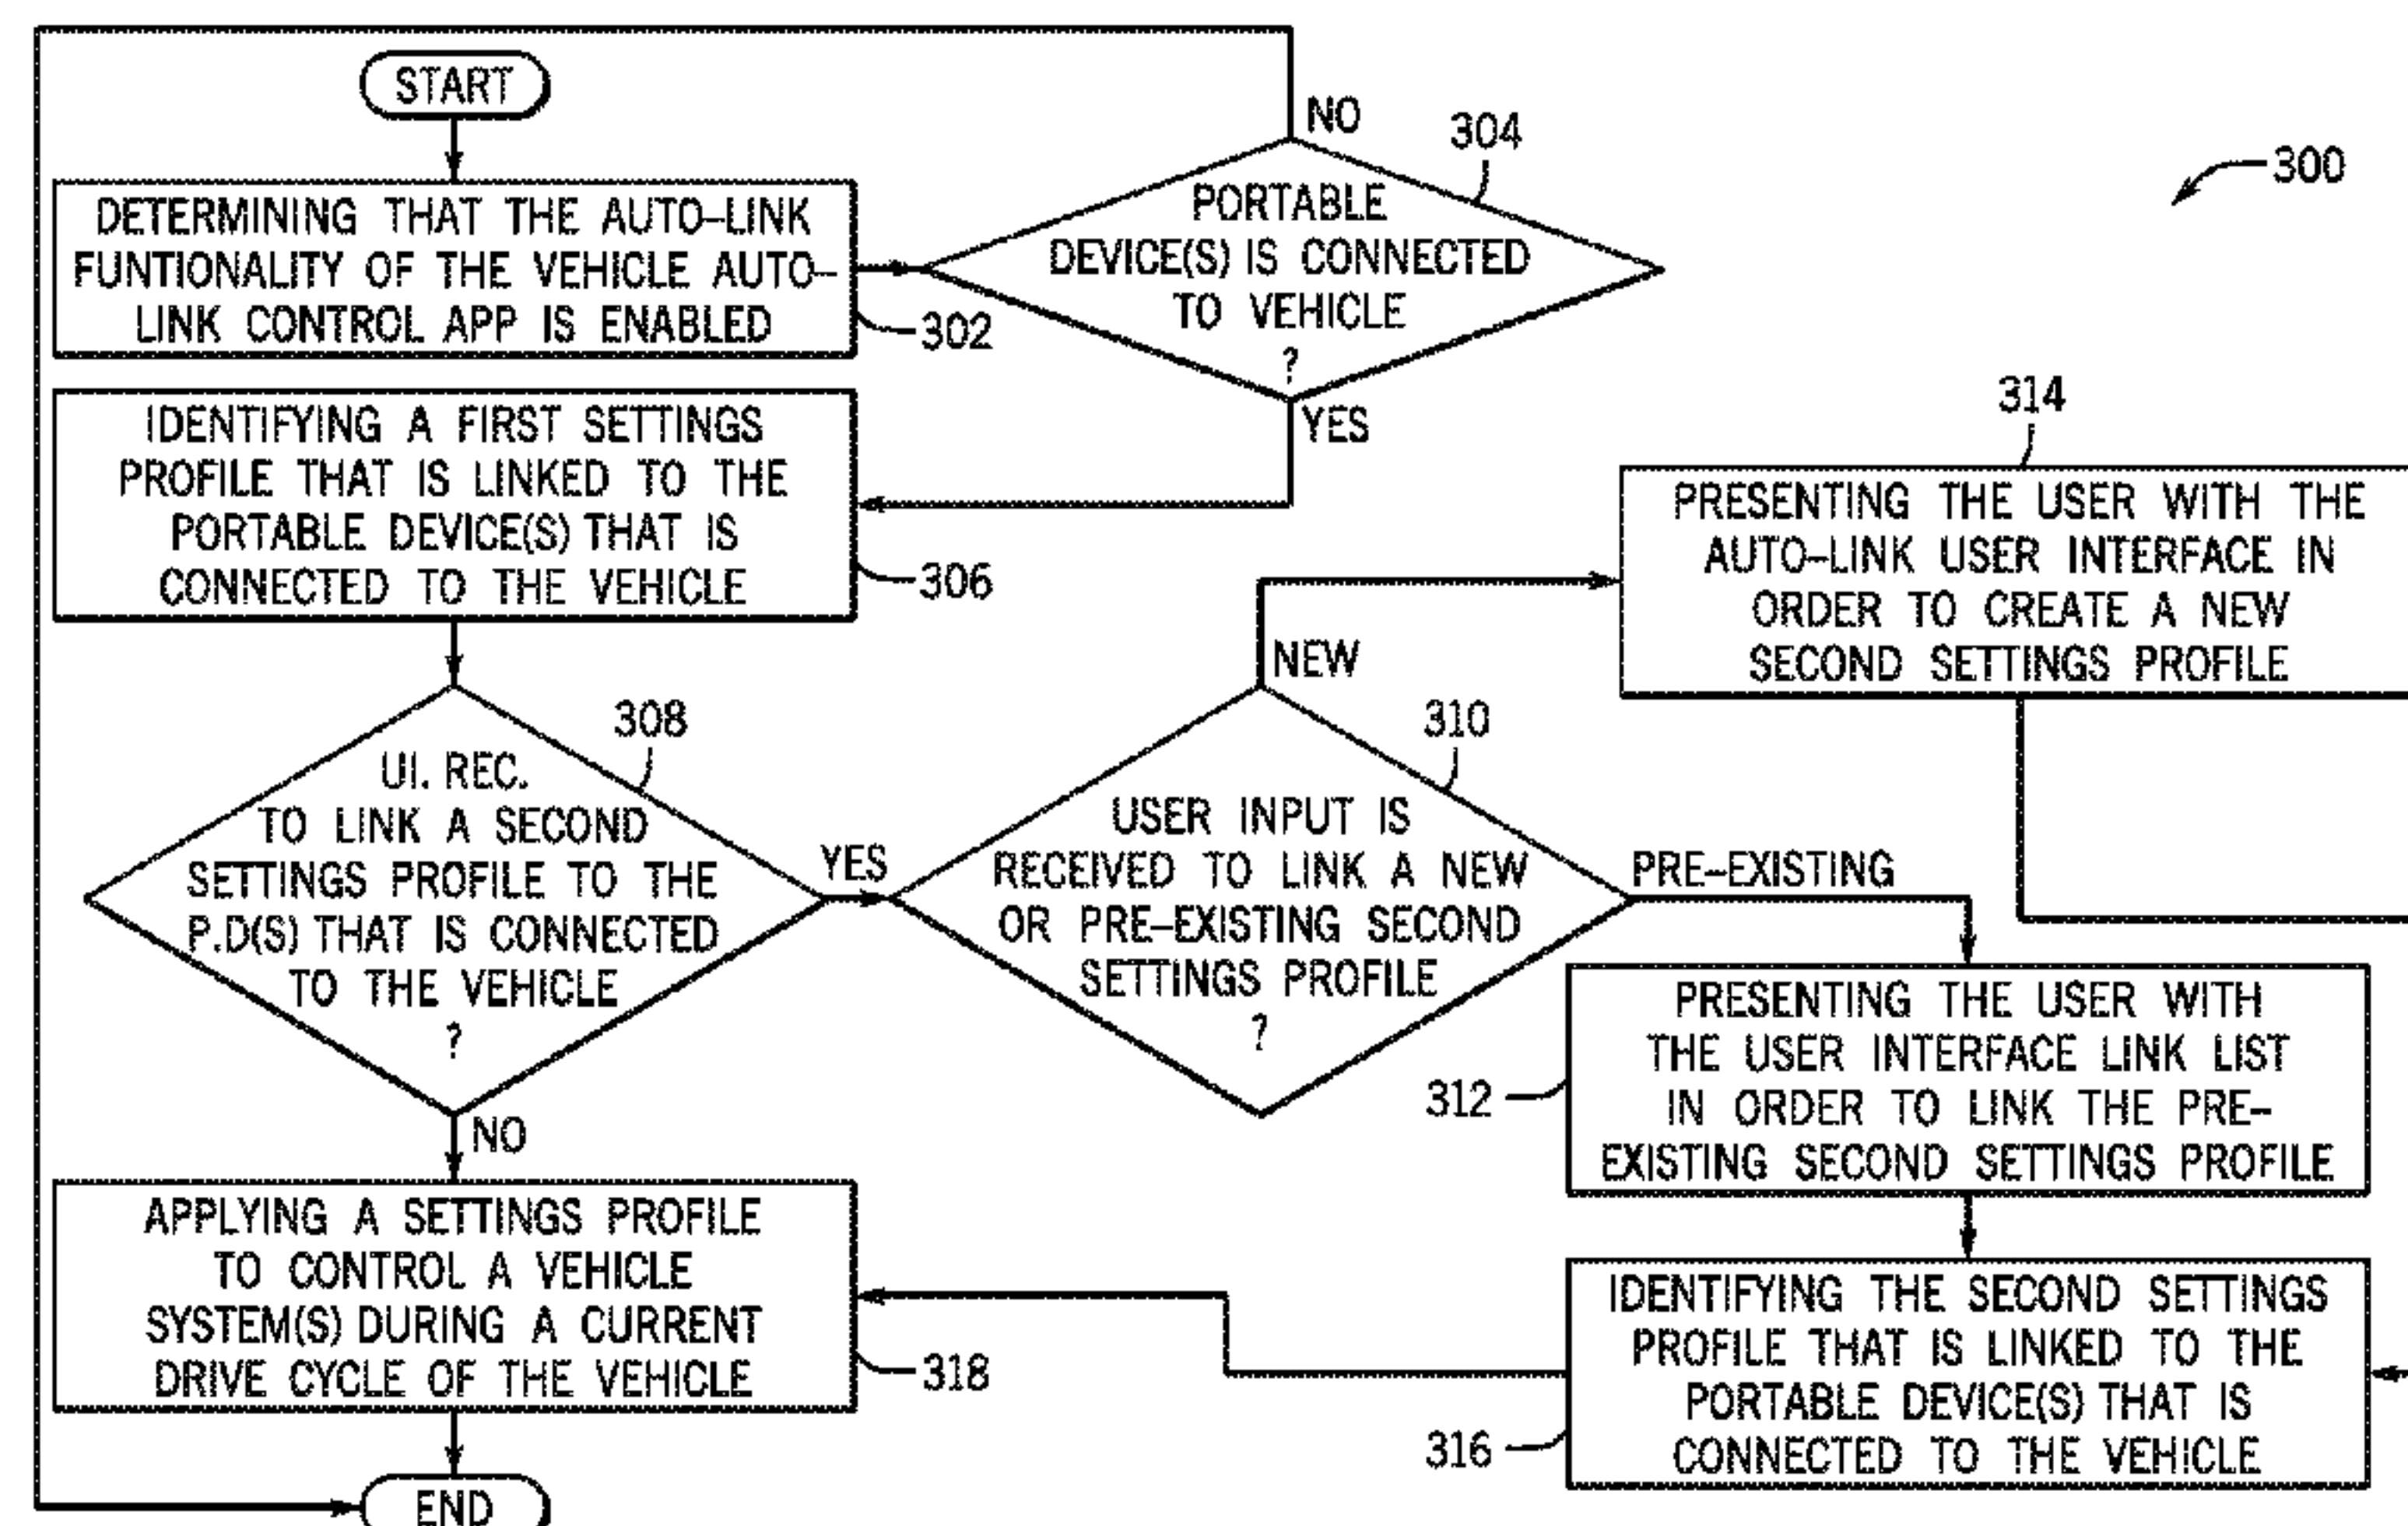 START
DETERMINING THAT THE AUTO-LINK
FUNTIONALITY OF THE VEHICLE AUTO-
LINK CONTROL APP IS ENABLED
302
NO
304
PORTABLE
DEVICE(S) IS CONNECTED
TO VEHICLE
?
YES
300
IDENTIFYING A FIRST SETTINGS
PROFILE THAT IS LINKED TO THE
PORTABLE DEVICE(S) THAT IS
CONNECTED TO THE VEHICLE
306
308
UI. REC.
TO LINK A SECOND
SETTINGS PROFILE TO THE
P.D(S) THAT IS CONNECTED
TO THE VEHICLE
?
YES
NO
310
NEW
USER INPUT IS
RECEIVED TO LINK A NEW
OR PRE-EXISTING SECOND
SETTINGS PROFILE
?
PRE-EXISTING
314
PRESENTING THE USER WITH THE
AUTO-LINK USER INTERFACE IN
ORDER TO CREATE A NEW
SECOND SETTINGS PROFILE
312
PRESENTING THE USER WITH
THE USER INTERFACE LINK LIST
IN ORDER TO LINK THE PRE-
EXISTING SECOND SETTINGS PROFILE
316
IDENTIFYING THE SECOND SETTINGS
PROFILE THAT IS LINKED TO THE
PORTABLE DEVICE(S) THAT IS
CONNECTED TO THE VEHICLE
APPLYING A SETTINGS PROFILE
TO CONTROL A VEHICLE
SYSTEM(S) DURING A CURRENT
DRIVE CYCLE OF THE VEHICLE
318
END